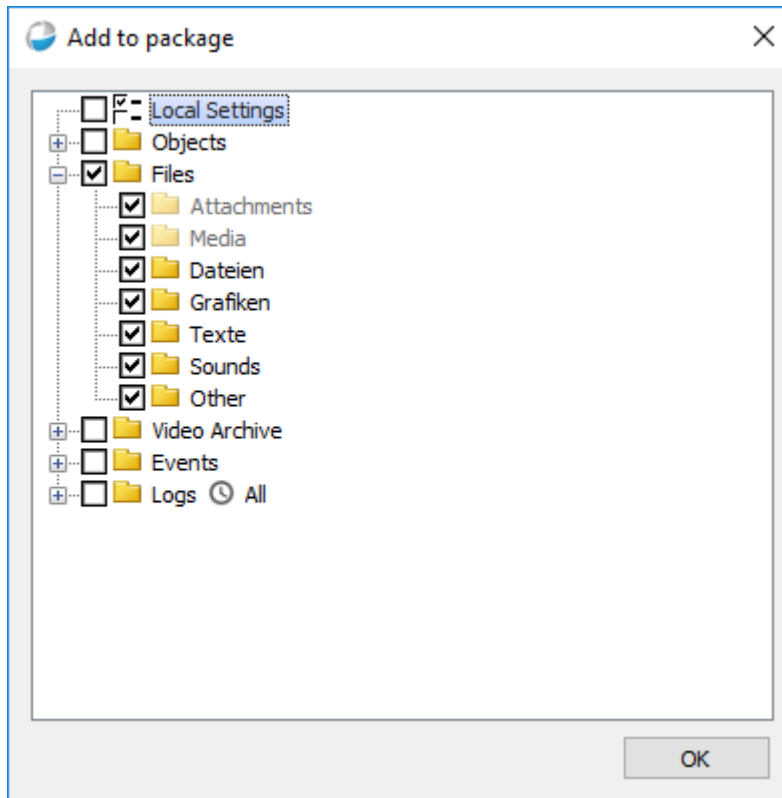 Add to package
Local Settings
Objects
Files
Attachments
Media
Dateien
Grafiken
Texte
Sounds
Other
Video Archive
Events
Logs All
OK